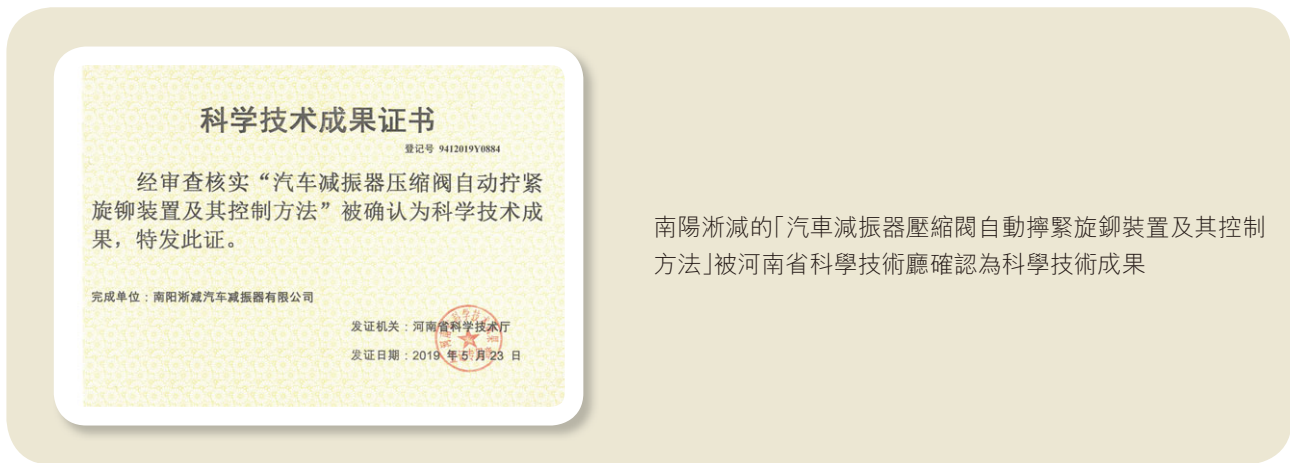 科学技术成果证书
登记号 9412019Y0884
经审查核实“汽车减振器压缩阀自动拧紧
旋铆装置及其控制方法”被确认为科学技术成
果，特发此证。
完成单位：南阳淅减汽车减振器有限公司
发证机关：河南省科学技术厅
发证日期：2019 年 5 月 23 日
南陽淅減的「汽車減振器壓縮閥自動擰緊旋鉚裝置及其控制
方法」被河南省科學技術廳確認為科學技術成果